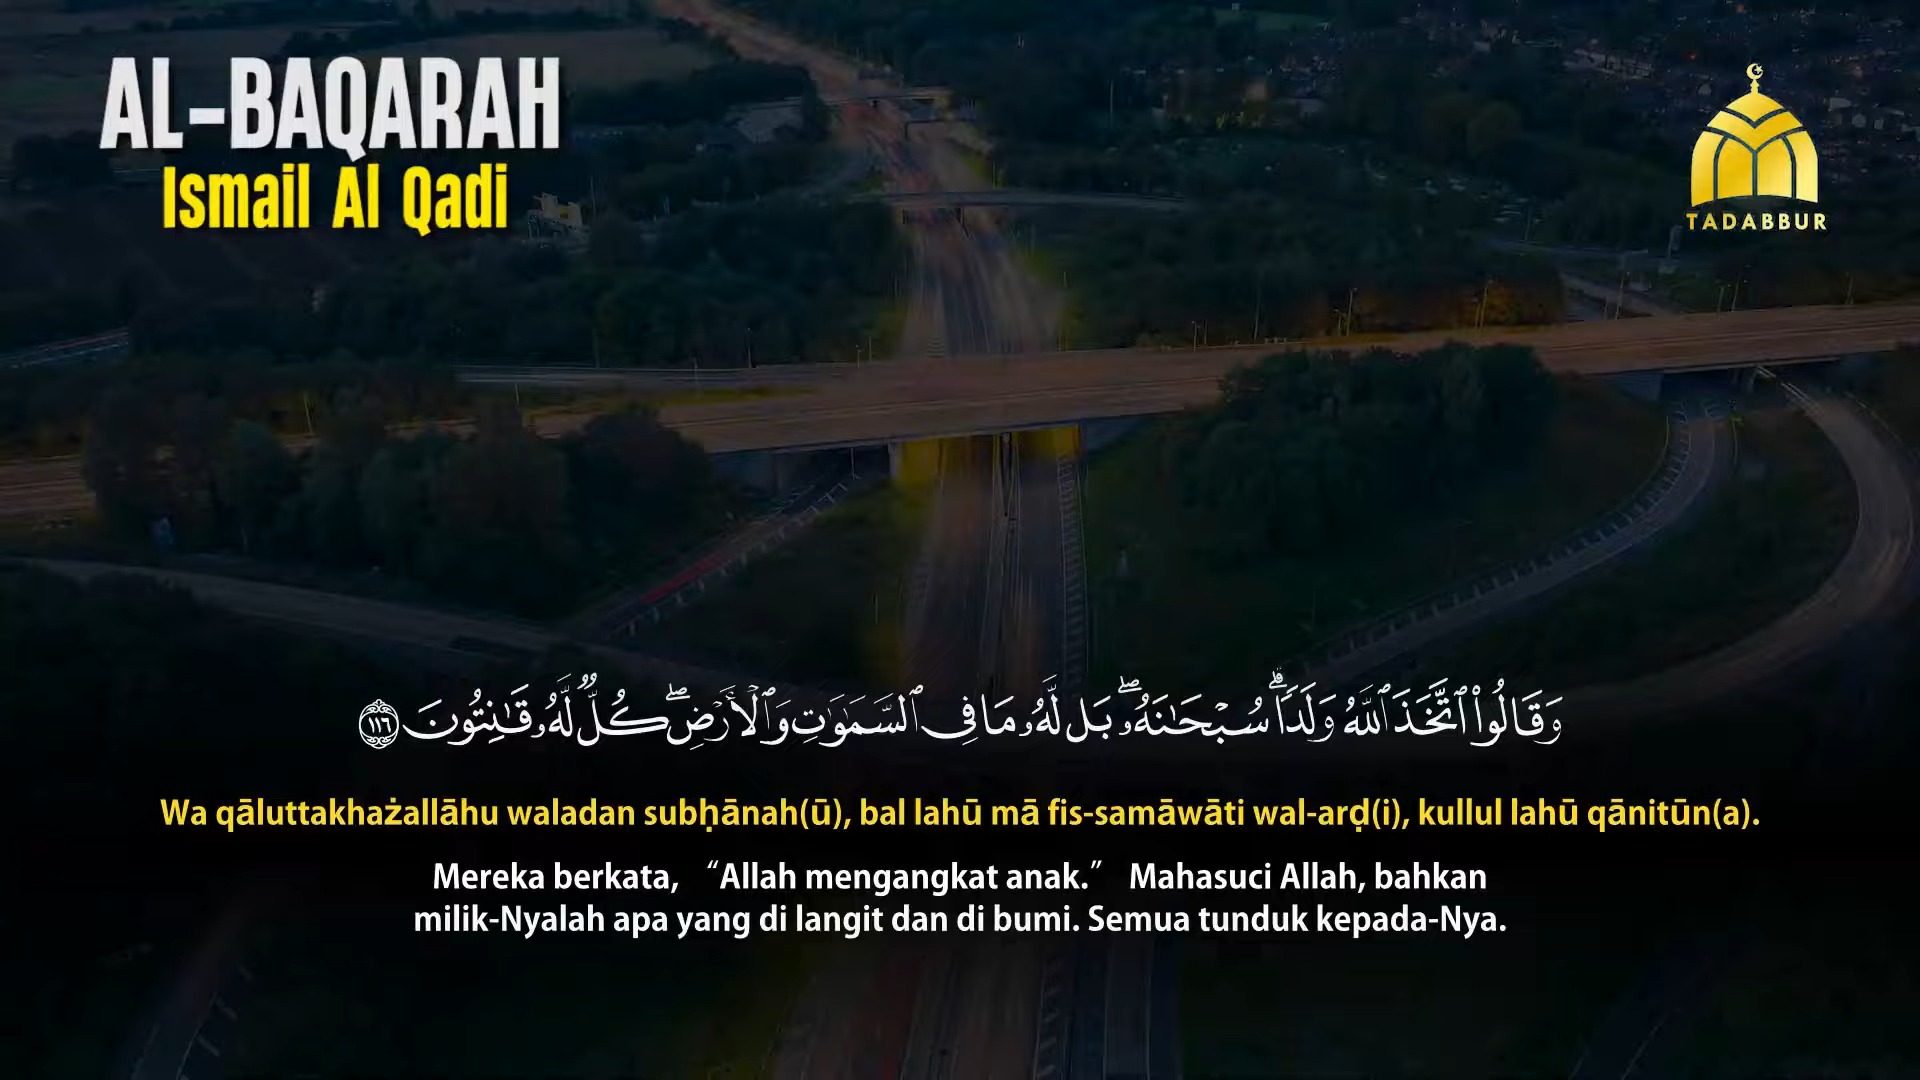 AL-BAQARAH
Ismail Al Qadi
TADABBUR
وَقَالُوا۟ ٱتَّخَذَ ٱللَّهُ وَلَدًا ۗ سُبْحَـٰنَهُۥ ۖ بَل لَّهُۥ مَا فِى ٱلسَّمَـٰوَٰتِ وَٱلْأَرْضِ ۖ كُلٌّ لَّهُۥ قَـٰنِتُونَ ١١٦
Wa qāluttakhażallāhu waladan subḥānah(ū), bal lahū mā fis-samāwāti wal-arḍ(i), kullul lahū qānitūn(a).
Mereka berkata, “Allah mengangkat anak.” Mahasuci Allah, bahkan
milik-Nyalah apa yang di langit dan di bumi. Semua tunduk kepada-Nya.